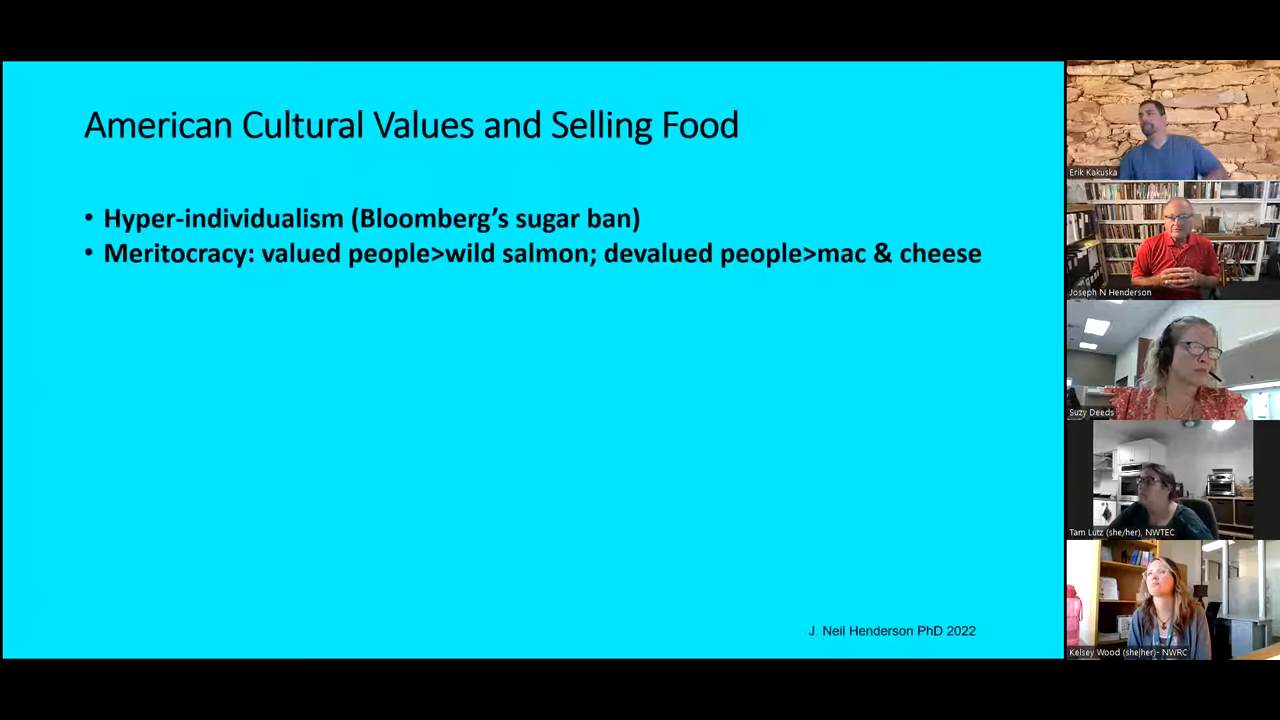 American Cultural Values and Selling Food
• Hyper-individualism (Bloomberg's sugar ban)
• Meritocracy: valued people>wild salmon; devalued people>mac & cheese
J. Neil Henderson PhD 2022
Erik Kakuska
Joseph N Henderson
Suzy Deeds
Tam Lutz (she/her), NWTEC
Kelsey Wood (she|her)- NWRC